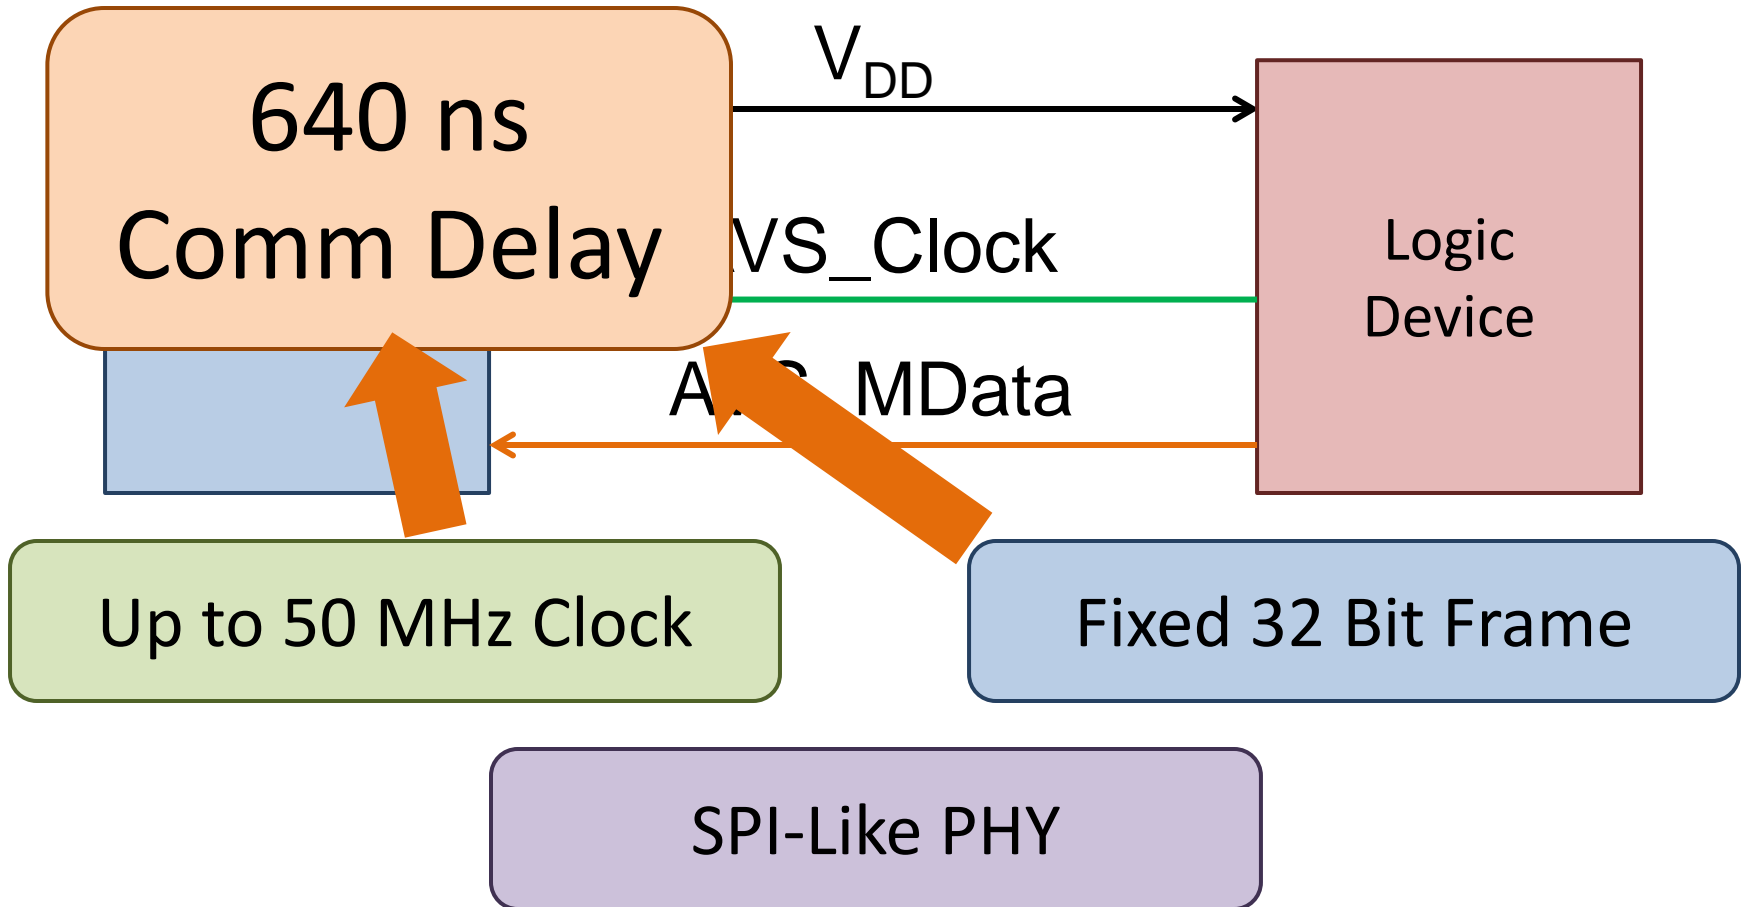 640 ns
Comm Delay
VDD
VS_Clock
MData
Logic
Device
Up to 50 MHz Clock
Fixed 32 Bit Frame
SPI-Like PHY